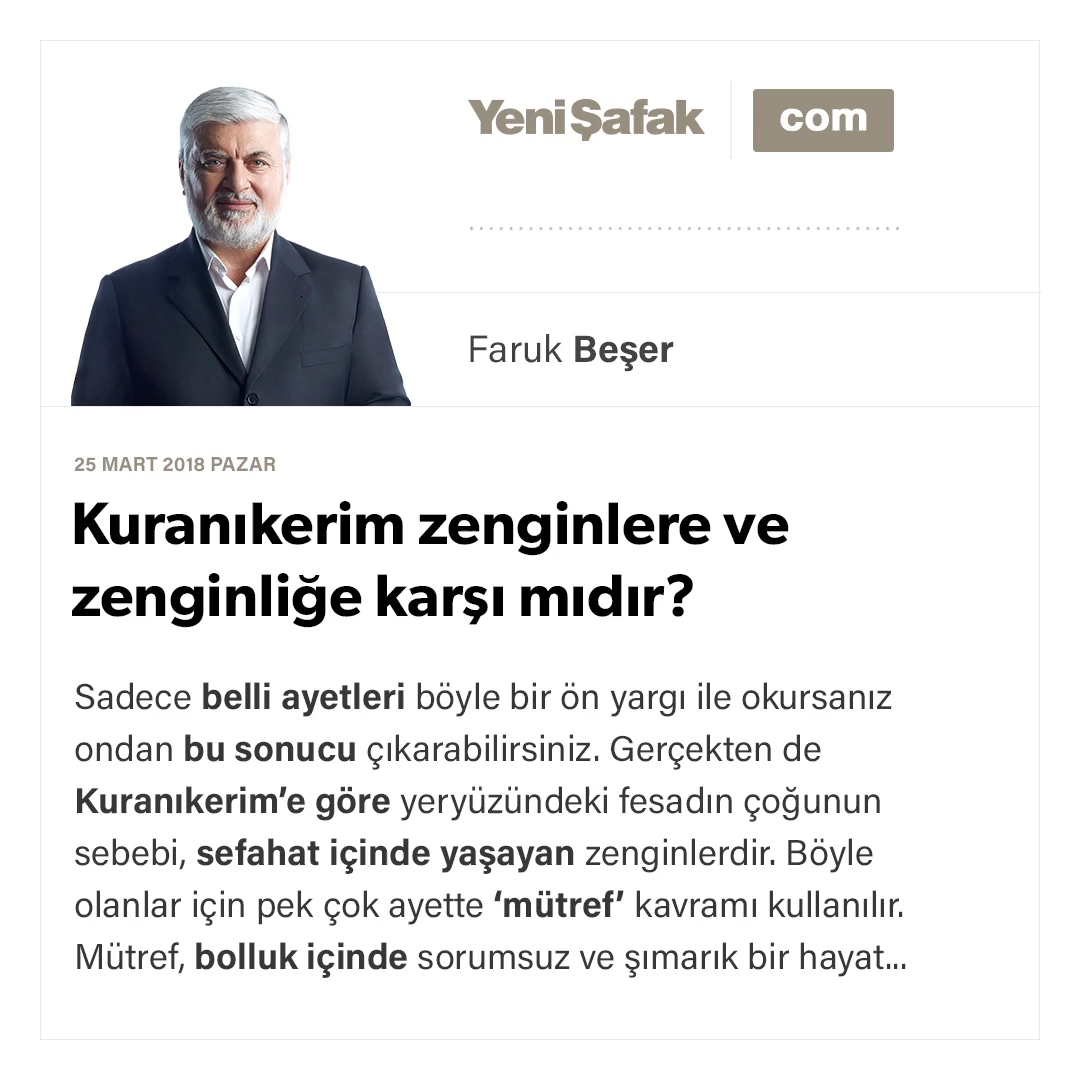 YeniŞafak com
Faruk Beşer
25 MART 2018 PAZAR
Kuranıkerim zenginlere ve
zenginliğe karşı mıdır?
Sadece belli ayetleri böyle bir ön yargı ile okursanız
ondan bu sonucu çıkarabilirsiniz. Gerçekten de
Kuranıkerim’e göre yeryüzündeki fesadın çoğunun
sebebi, sefahat içinde yaşayan zenginlerdir. Böyle
olanlar için pek çok ayette ‘mütref’ kavramı kullanılır.
Mütref, bolluk içinde sorumsuz ve şımarık bir hayat...